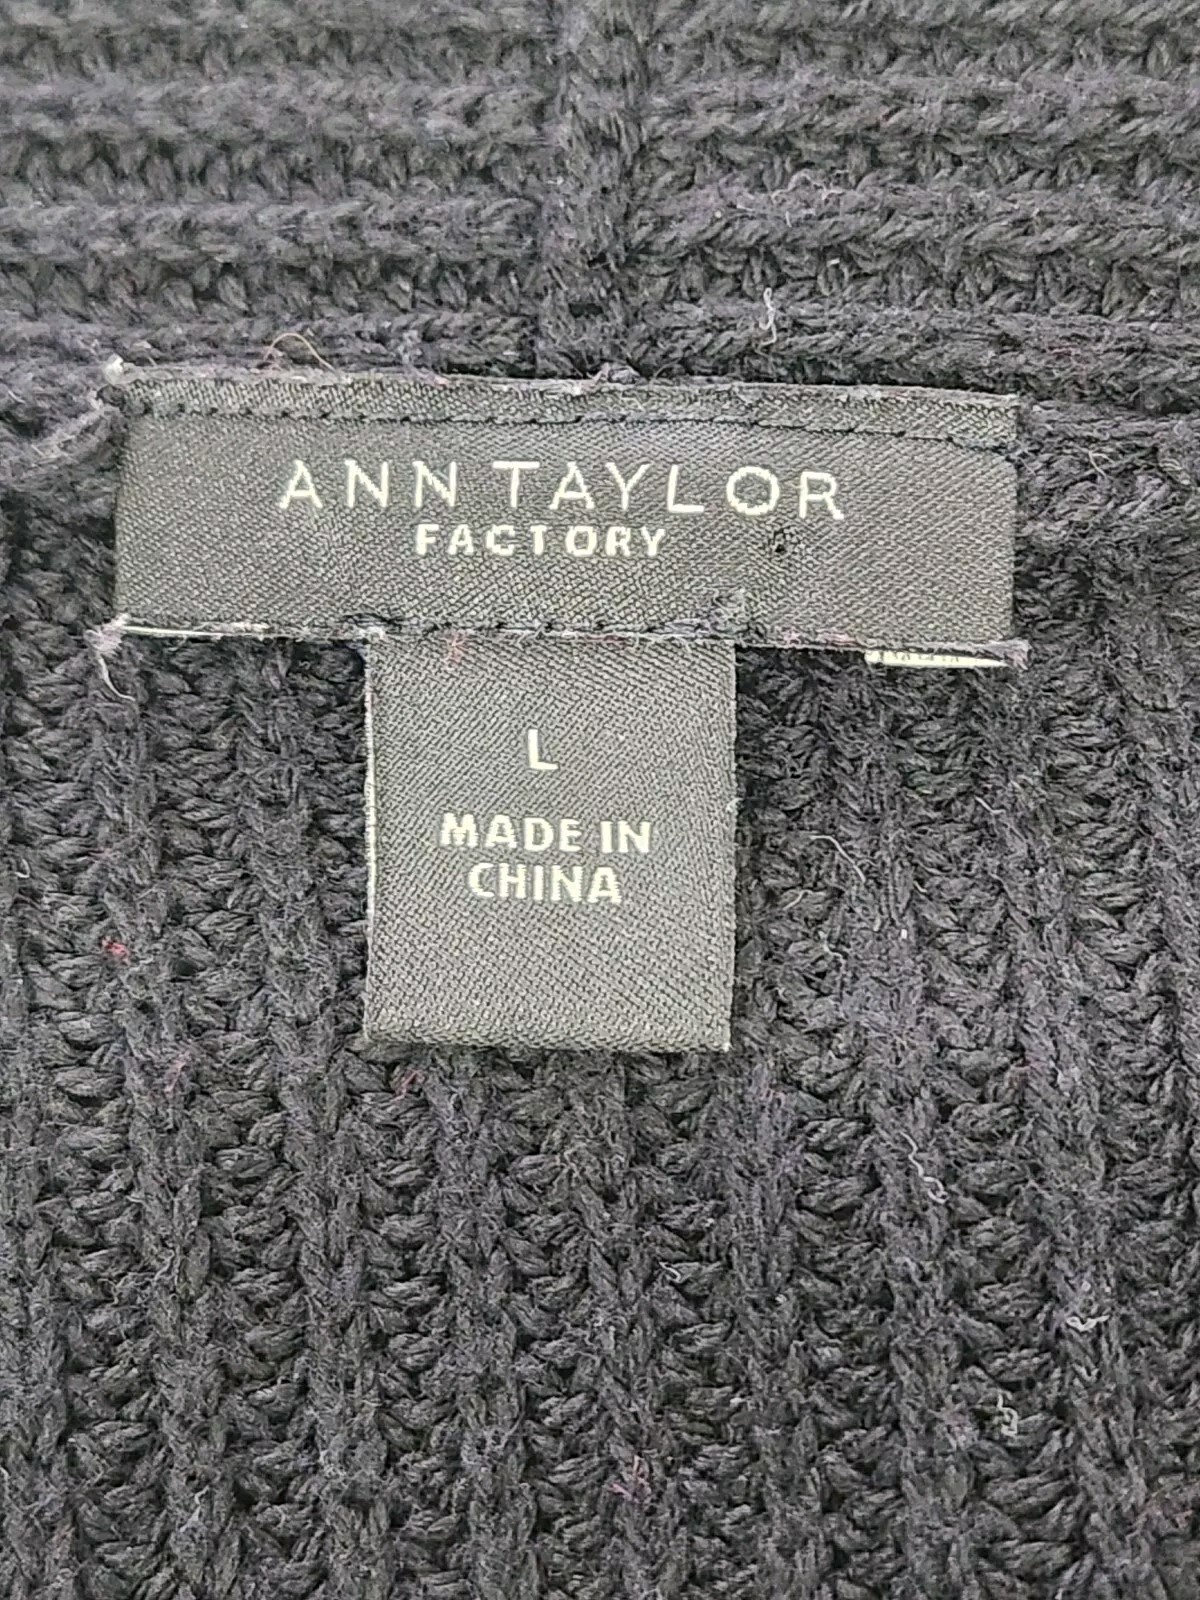 ANN TAYLOR
FACTORY
L
MADE IN
CHINA